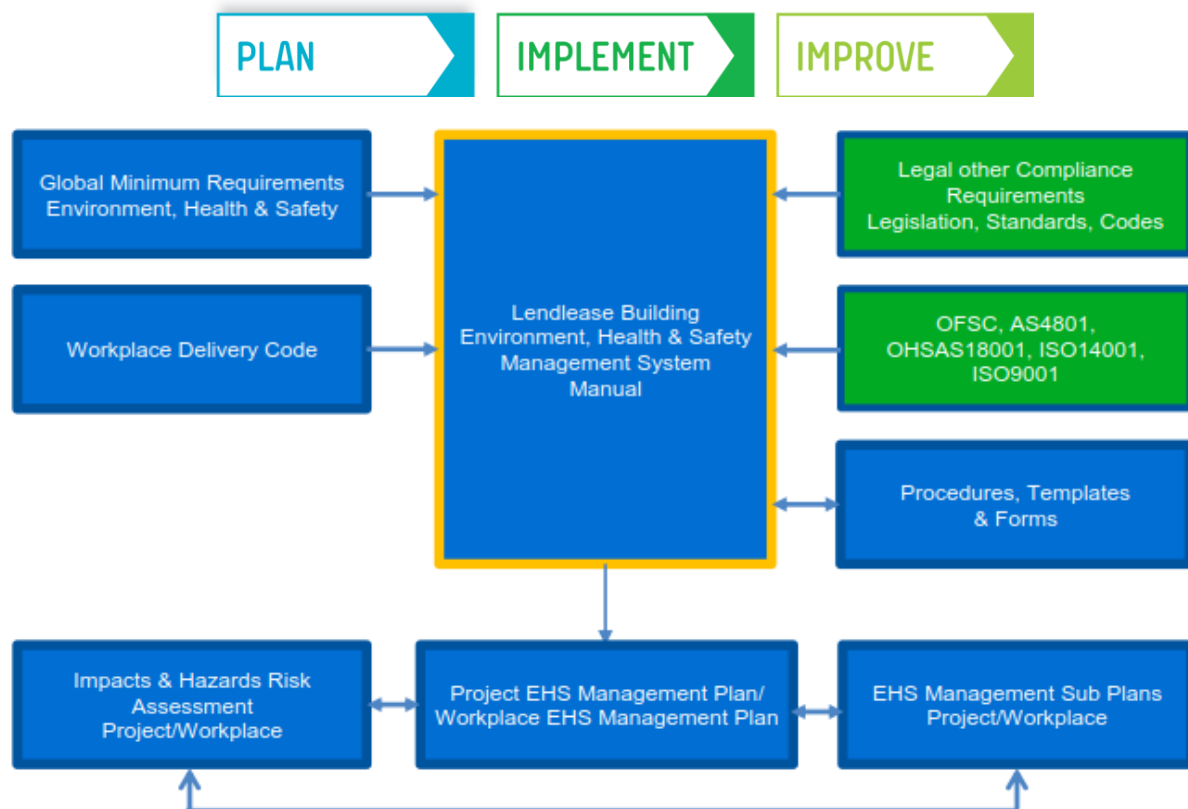 PLAN
IMPLEMENT
IMPROVE
Global Minimum Requirements
Environment, Health & Safety
Workplace Delivery Code
Lendlease Building
Environment, Health & Safety
Management System
Manual
Legal other Compliance
Requirements
Legislation, Standards, Codes
OFSC, AS4801,
OHSAS18001, ISO14001,
ISO9001
Procedures, Templates
& Forms
Impacts & Hazards Risk
Assessment
Project/Workplace
Project EHS Management Plan/
Workplace EHS Management Plan
EHS Management Sub Plans
Project/Workplace